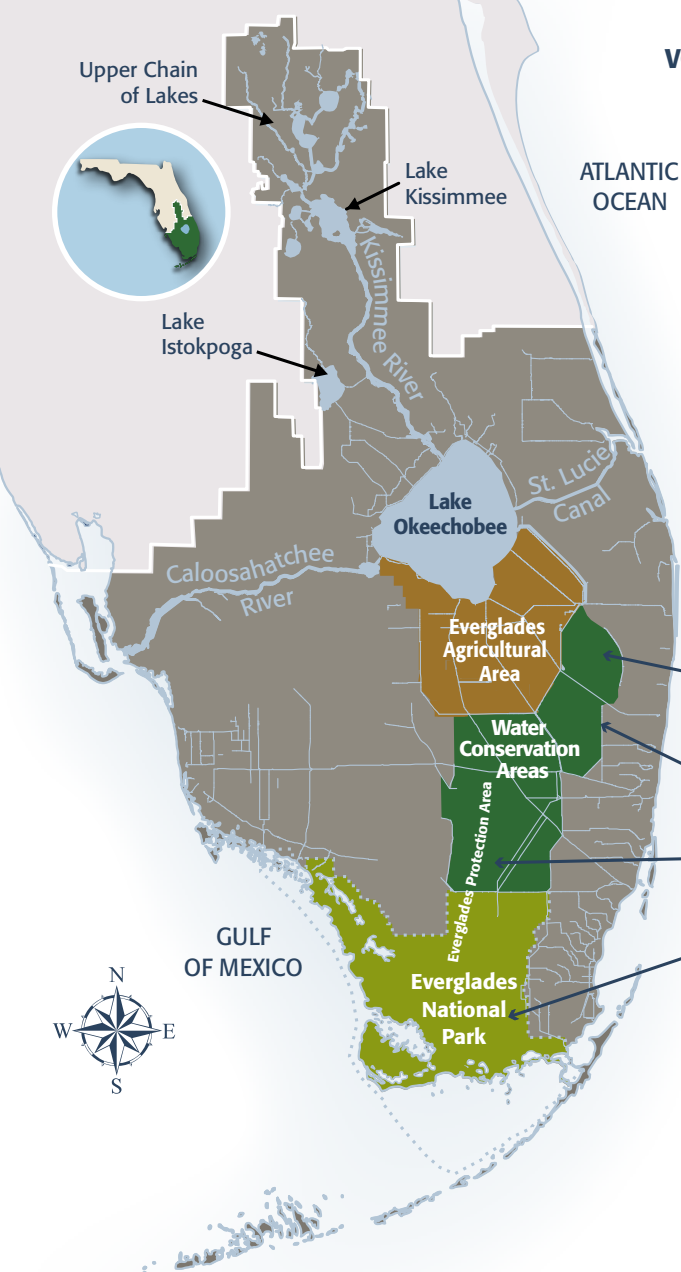 V
Upper Chain
of Lakes
ATLANTIC
OCEAN
Lake
Kissimmee
Kissimmee River
Lake
Istokpoga
St. Lucie
Canal
Lake
Okeechobee
Caloosahatchee
River
Everglades
Agricultural
Area
Water
Conservation
Areas
Everglades Protection Area
GULF
OF MEXICO
Everglades
National
Park
N
W
E
S